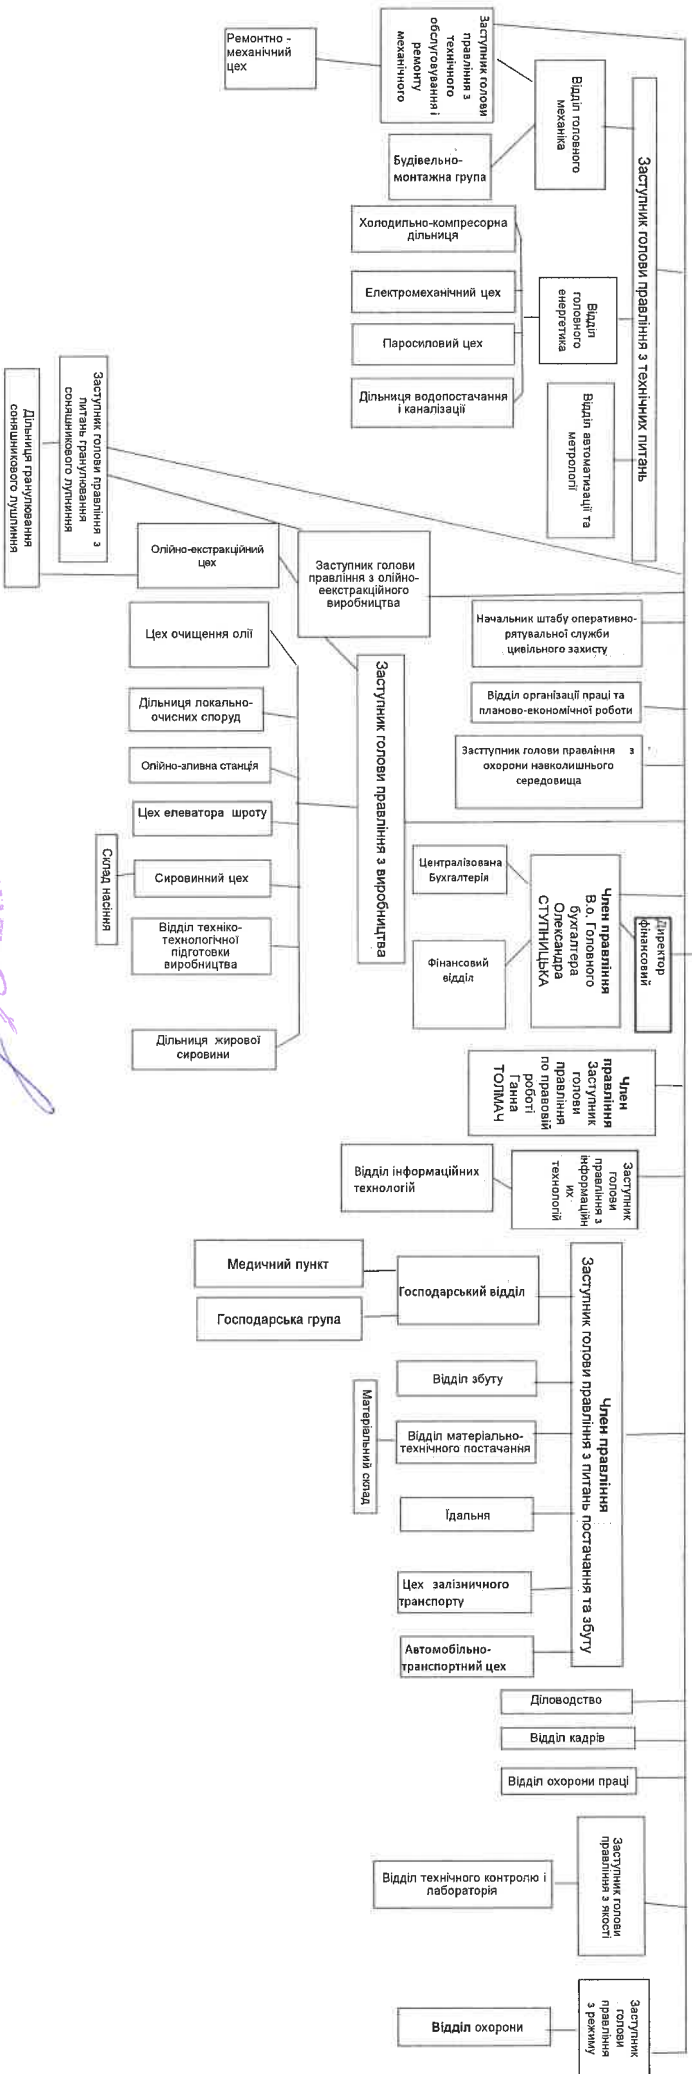 Ремонтно -
механічний
цех
Заступник голови
правління з
технічного
обслуговування і
ремонту
механічного
Відділ головного
механіка
Заступник голови правління з технічних питань
Будівельно-
монтажна група
Холодильно-компресорна
дільниця
Електромеханічний цех
Відділ
головного
енергетика
Паросиловий цех
Дільниця водопостачання
і каналізації
Відділ автоматизації та
метрології
Заступник голови правління з
питань гранулювання
соняшникового лушпиння
Дільниця гранулювання
соняшникового лушпиння
Олійно-екстракційний
цех
Заступник голови
правління з олійно-
еекстракційного
виробництва
Начальник штабу оперативно-
рятувальної служби
цивільного захисту
Цех очищення олії
Заступник голови правління з виробництва
Відділ організації праці та
планово-економічної роботи
Дільниця локально-
очисних споруд
Засттупник голови правління з
охорони навколишнього
середовища
Олійно-зливна станція
Цех елеватора шроту
Склад насіння
Сировинний цех
Відділ техніко-
технологічної
підготовки
виробництва
Дільниця жирової
сировини
Централізована
Бухгалтерія
Фінансовий
відділ
Член правління
В.о. Головного
бухгалтера
Олександра
СТУПНИЦЬКА
Директор
фінансовий
Член
правління
Заступник
голови
правління
по правовій
роботі
Ганна
ТОЛМАЧ
Відділ інформаційних
технологій
Заступник
голови
правління з
інформаційн
их
технологій
Медичний пункт
Господарська група
Господарський відділ
Член правління
Заступник голови правління з питань постачання та збуту
Відділ збуту
Матеріальний склад
Відділ матеріально-
технічного постачання
Їдальня
Цех залізничного
транспорту
Автомобільно-
транспортний цех
Діловодство
Відділ кадрів
Відділ охорони праці
Заступник голови
правління з якості
Відділ технічного контролю і
лабораторія
Заступник
голови
правління
з режиму
Відділ охорони